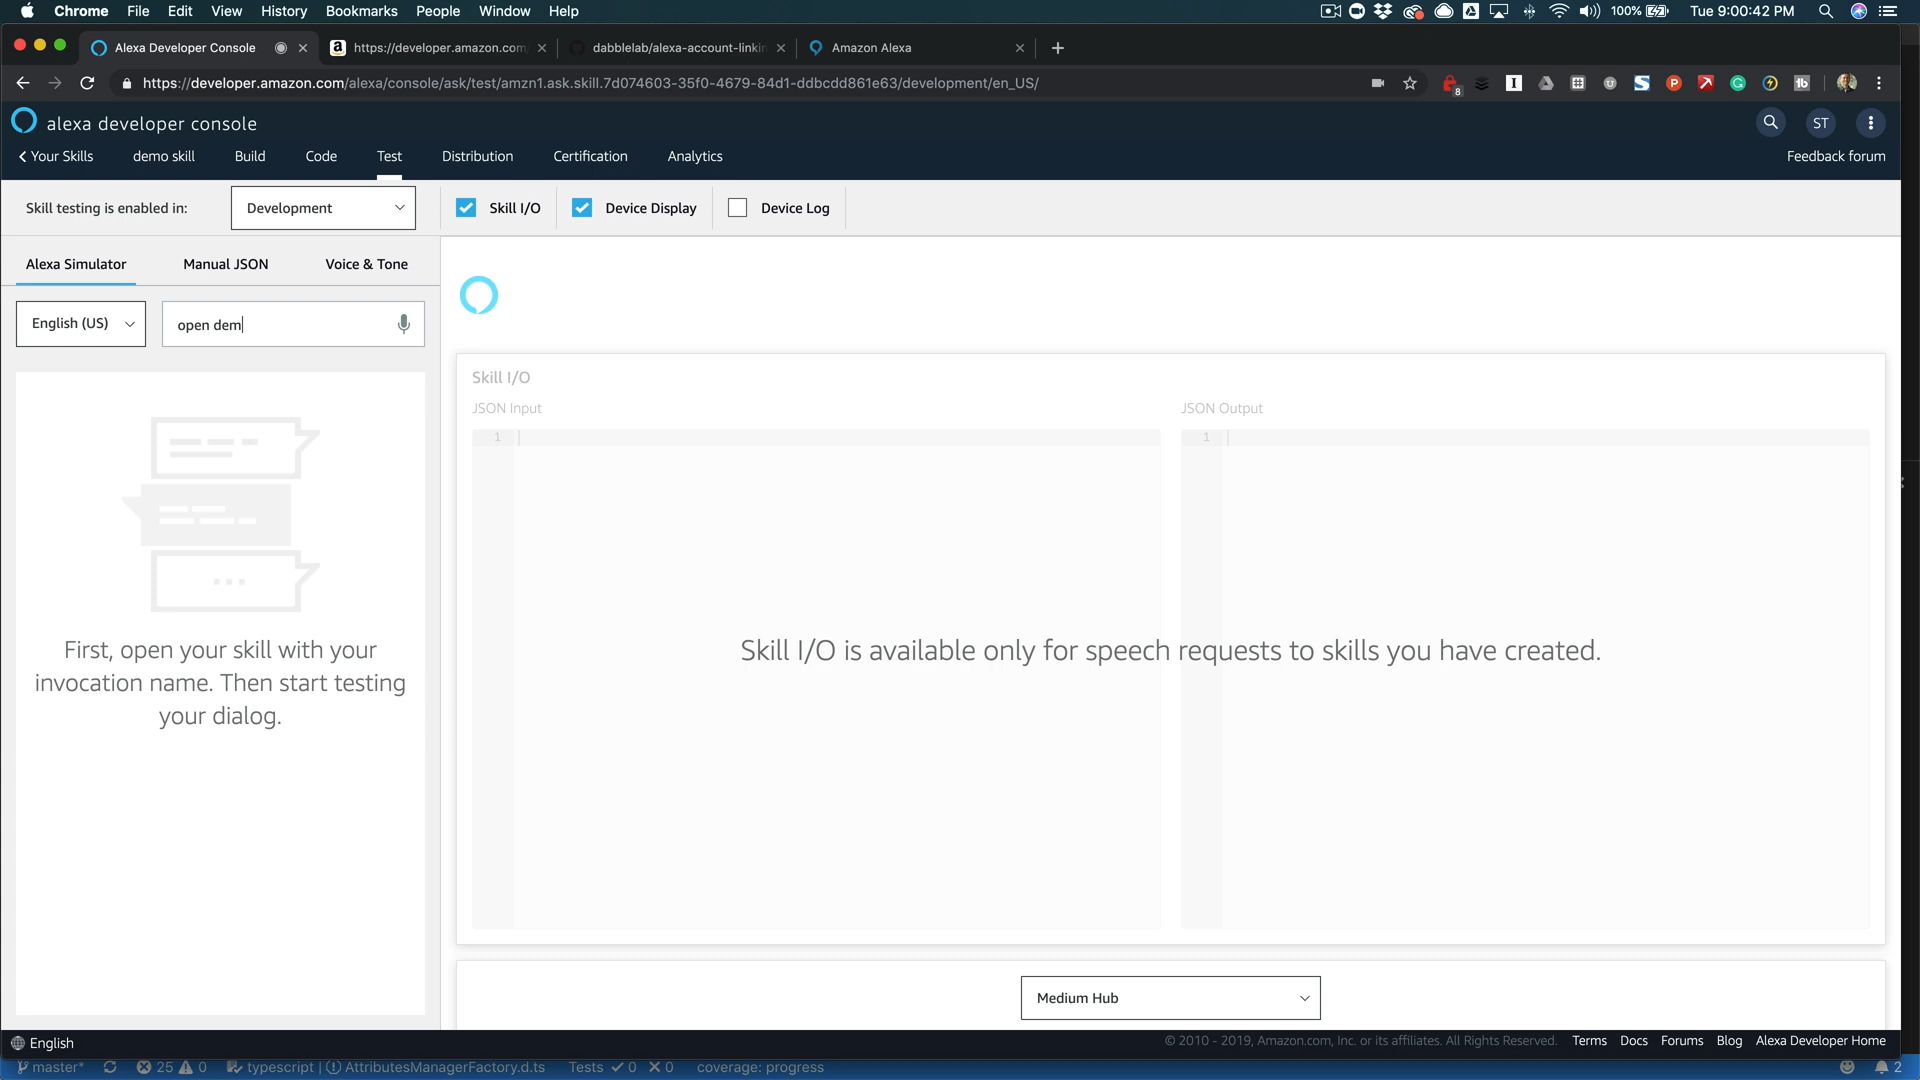 Chrome File Edit View History Bookmarks People Window Help 100% Tue 9:00:42 PM
Alexa Developer Console https://developer.amazon.com dabblelab/alexa-account-linkin Amazon Alexa
https://developer.amazon.com/alexa/console/ask/test/amzn1.ask.skill.7d074603-35f0-4679-84d1-ddbcdd861e63/development/en_US/ 8
alexa developer console ST
Your Skills demo skill Build Code Test Distribution Certification Analytics Feedback forum
Skill testing is enabled in: Development Skill I/O Device Display Device Log
Alexa Simulator Manual JSON Voice & Tone
English (US) open dem
Skill I/O
JSON Input JSON Output
1 1
First, open your skill with your
invocation name. Then start testing
your dialog.
Skill I/O is available only for speech requests to skills you have created.
Medium Hub
English © 2010 - 2019, Amazon.com, Inc. or its affiliates. All Rights Reserved. Terms Docs Forums Blog Alexa Developer Home
master* 25 0 typescript | AttributesManagerFactory.d.ts Tests 0 0 coverage: progress 2